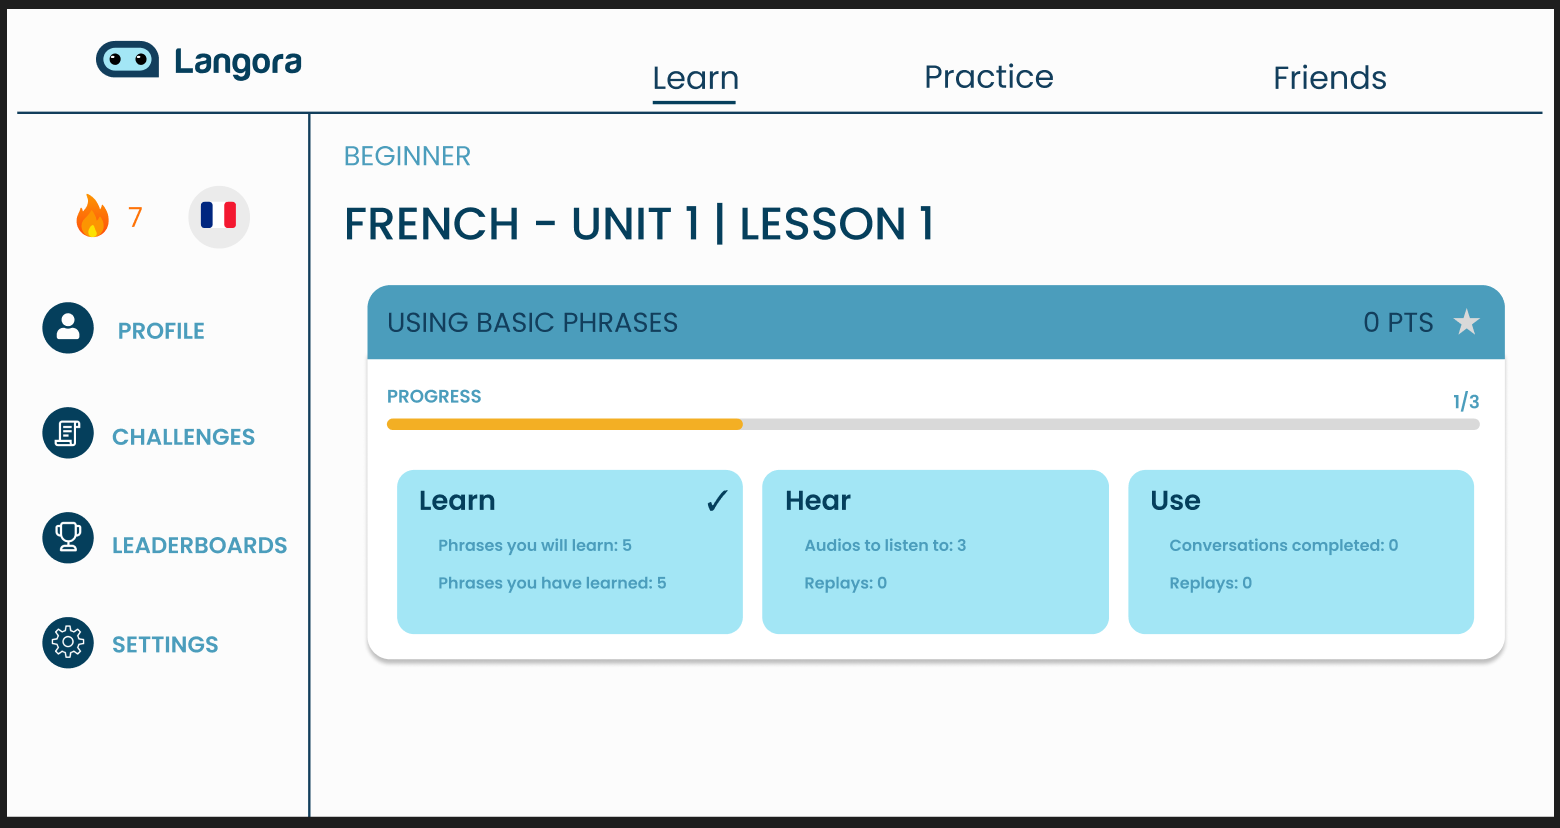 Langora
Learn
Practice
Friends
7
PROFILE
CHALLENGES
LEADERBOARDS
SETTINGS
BEGINNER
FRENCH - UNIT 1 | LESSON 1
USING BASIC PHRASES
0 PTS
PROGRESS
1/3
Learn ✓
Phrases you will learn: 5
Phrases you have learned: 5
Hear
Audios to listen to: 3
Replays: 0
Use
Conversations completed: 0
Replays: 0